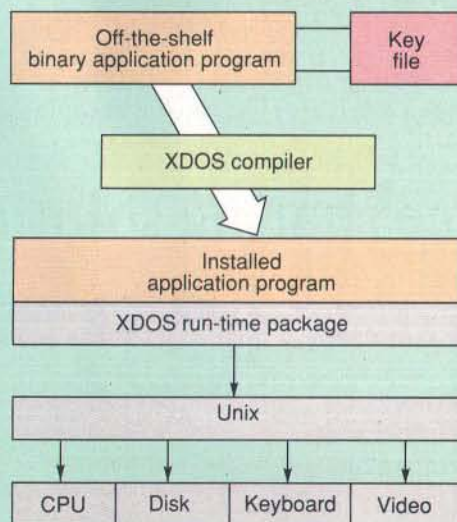 Off-the-shelf
binary application program
Key
file
XDOS compiler
Installed
application program
XDOS run-time package
Unix
CPU
Disk
Keyboard
Video